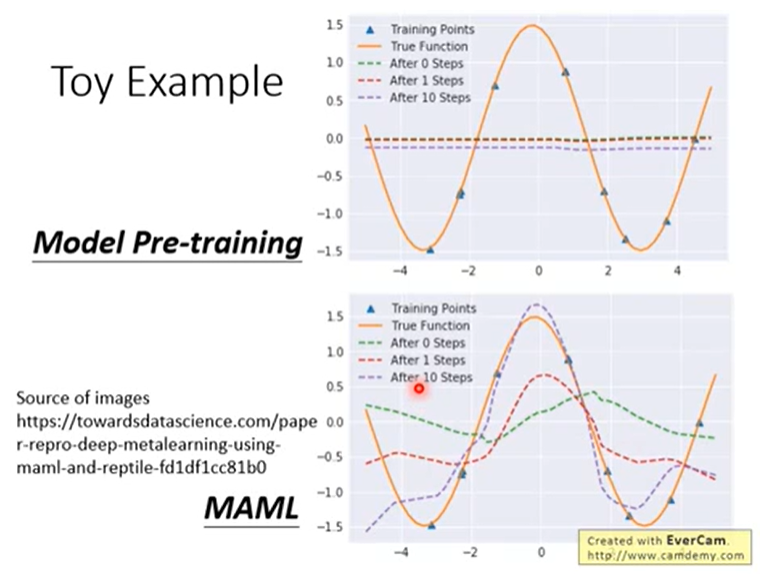 Toy Example
1.5
1.0
0.5
0.0
−0.5
−1.0
−1.5
Training Points
True Function
After 0 Steps
After 1 Steps
After 10 Steps
−4
−2
0
2
4
Model Pre-training
1.5
1.0
0.5
0.0
−0.5
−1.0
−1.5
Training Points
True Function
After 0 Steps
After 1 Steps
After 10 Steps
−4
−2
0
Source of images
https://towardsdatascience.com/pape
r-repro-deep-metalearning-using-
maml-and-reptile-fd1df1cc81b0
MAML
Created with EverCam.
http://www.camdemy.com